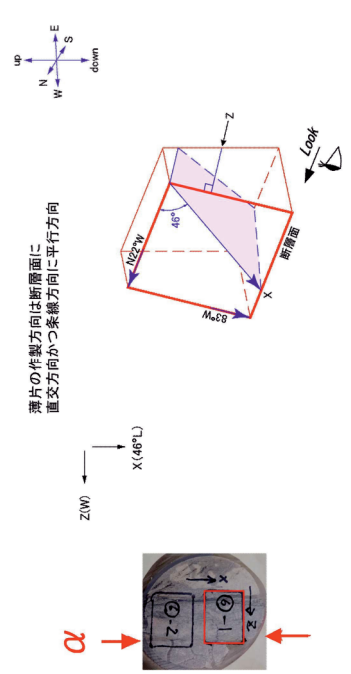 α
②-2
⑥-1
X
Z
Z(W)
X(46°L)
薄片の作製方向は断層面に
直交方向かつ条線方向に平行方向
up
N
E
W
S
down
N22°W
46°
83°W
X
Z
断層面
Look